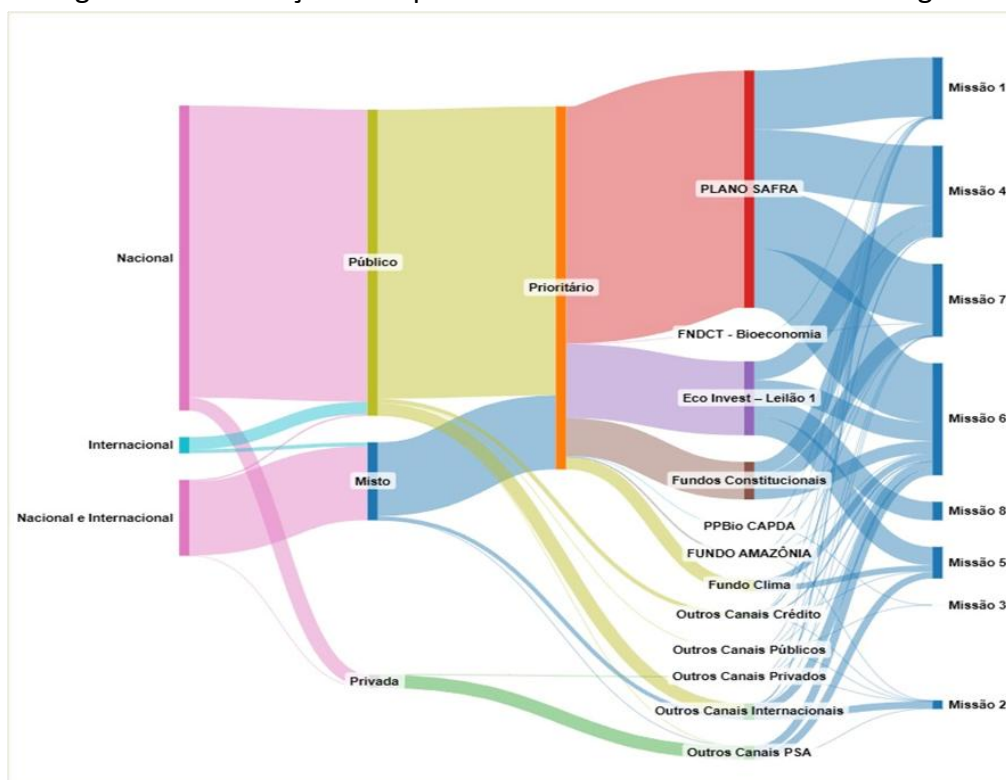 Nacional
Internacional
Nacional e Internacional
Público
Misto
Privada
Prioritário
PLANO SAFRA
FNDCT - Bioeconomia
Eco Invest – Leilão 1
Fundos Constitucionais
PPBio CAPDA
FUNDO AMAZÔNIA
Fundo Clima
Outros Canais Crédito
Outros Canais Públicos
Outros Canais Privados
Outros Canais Internacionais
Outros Canais PSA
Missão 1
Missão 4
Missão 7
Missão 6
Missão 8
Missão 5
Missão 3
Missão 2